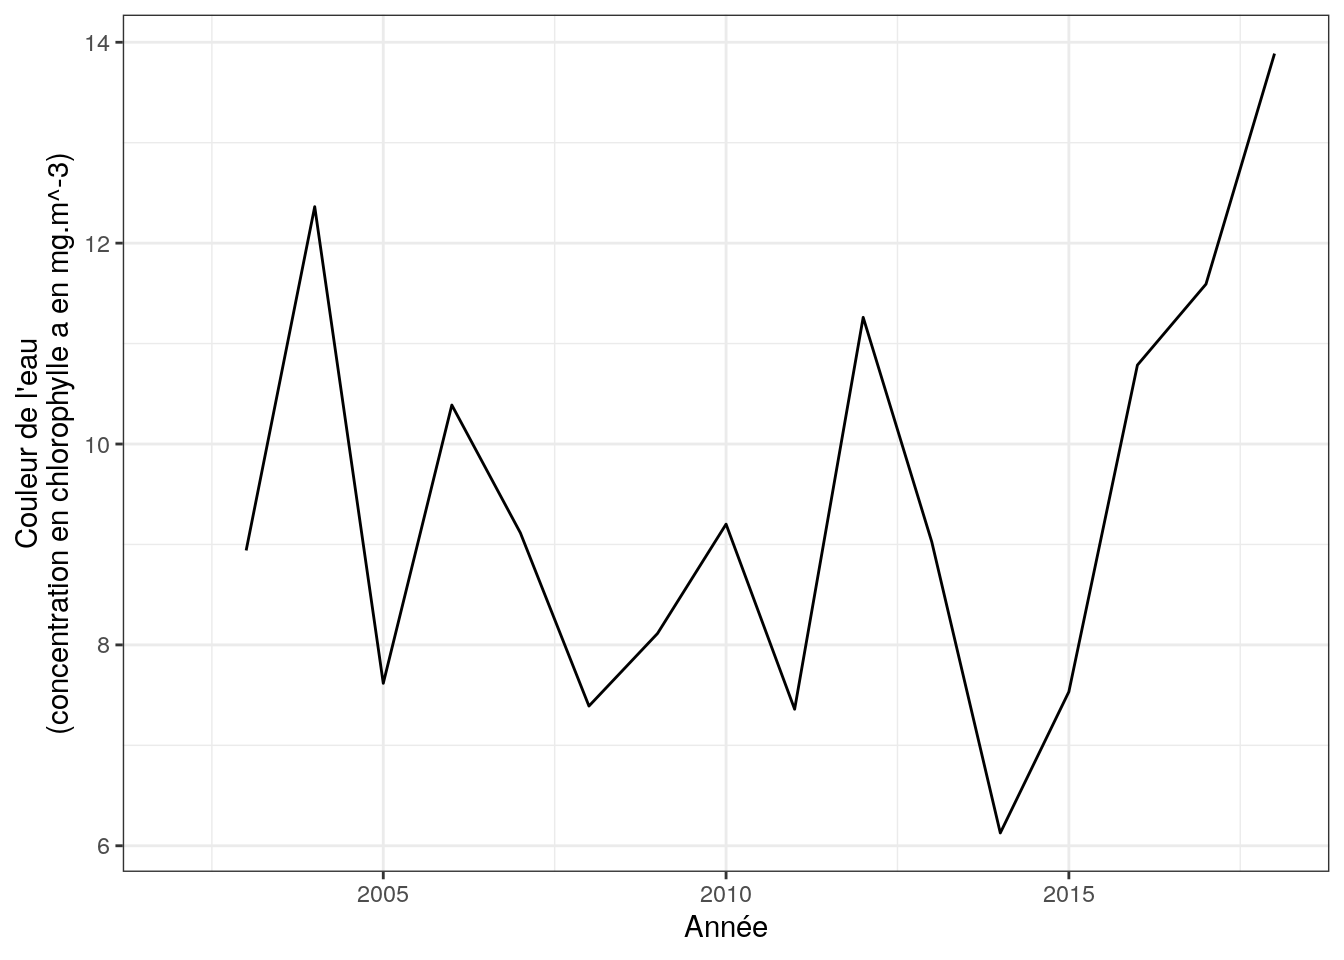 Couleur de l'eau
(concentration en chlorophylle a en mg.m^-3)
14
12
10
8
6
2005
2010
2015
Année